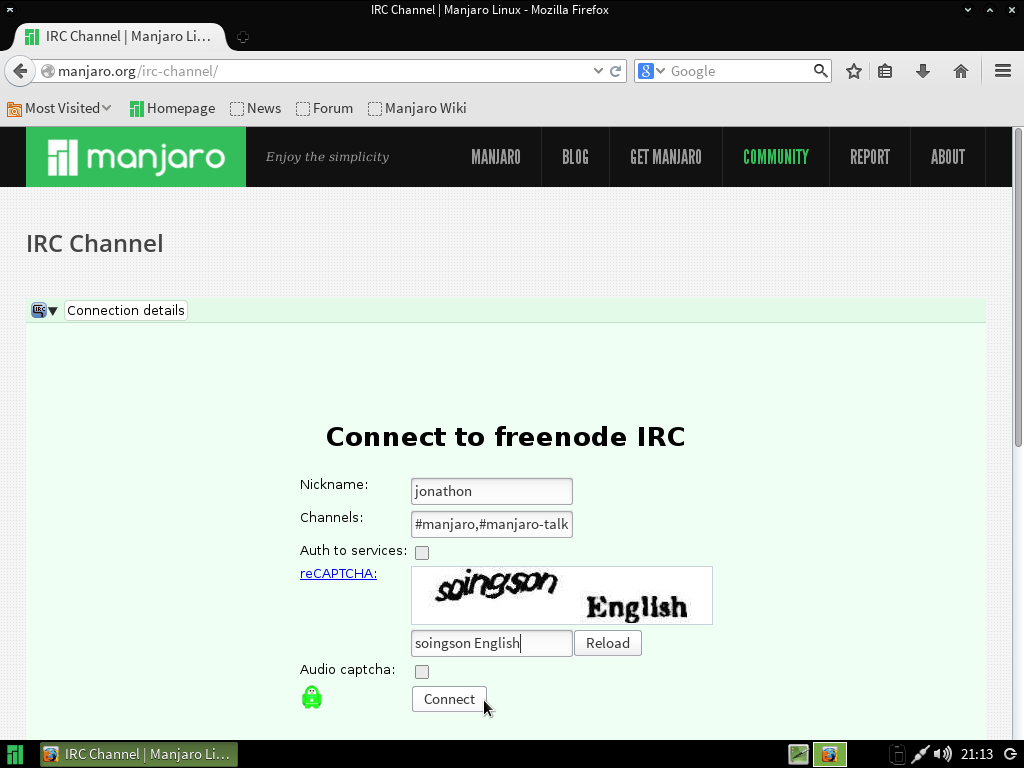 IRC Channel | Manjaro Linux - Mozilla Firefox
IRC Channel | Manjaro Li...
manjaro.org/irc-channel/
Google
Most Visited
Homepage
News
Forum
Manjaro Wiki
manjaro
Enjoy the simplicity
MANJARO
BLOG
GET MANJARO
COMMUNITY
REPORT
ABOUT
IRC Channel
IRC
Connection details
Connect to freenode IRC
Nickname:
jonathon
Channels:
#manjaro,#manjaro-talk
Auth to services:
reCAPTCHA:
soingson English
soingson English
Reload
Audio captcha:
Connect
IRC Channel | Manjaro Li...
21:13